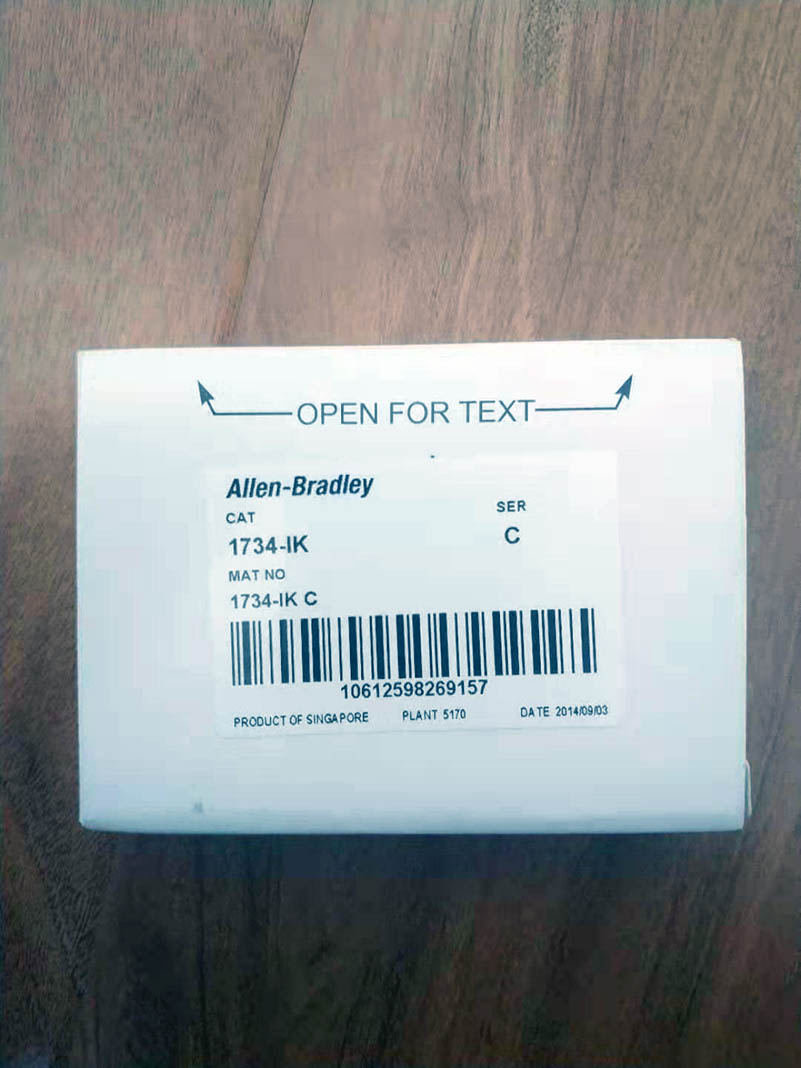 OPEN FOR TEXT
Allen-Bradley
CAT
SER
1734-IK
C
MAT NO
1734-IK C
10612598269157
PRODUCT OF SINGAPORE PLANT 5170 DATE 2014/09/03